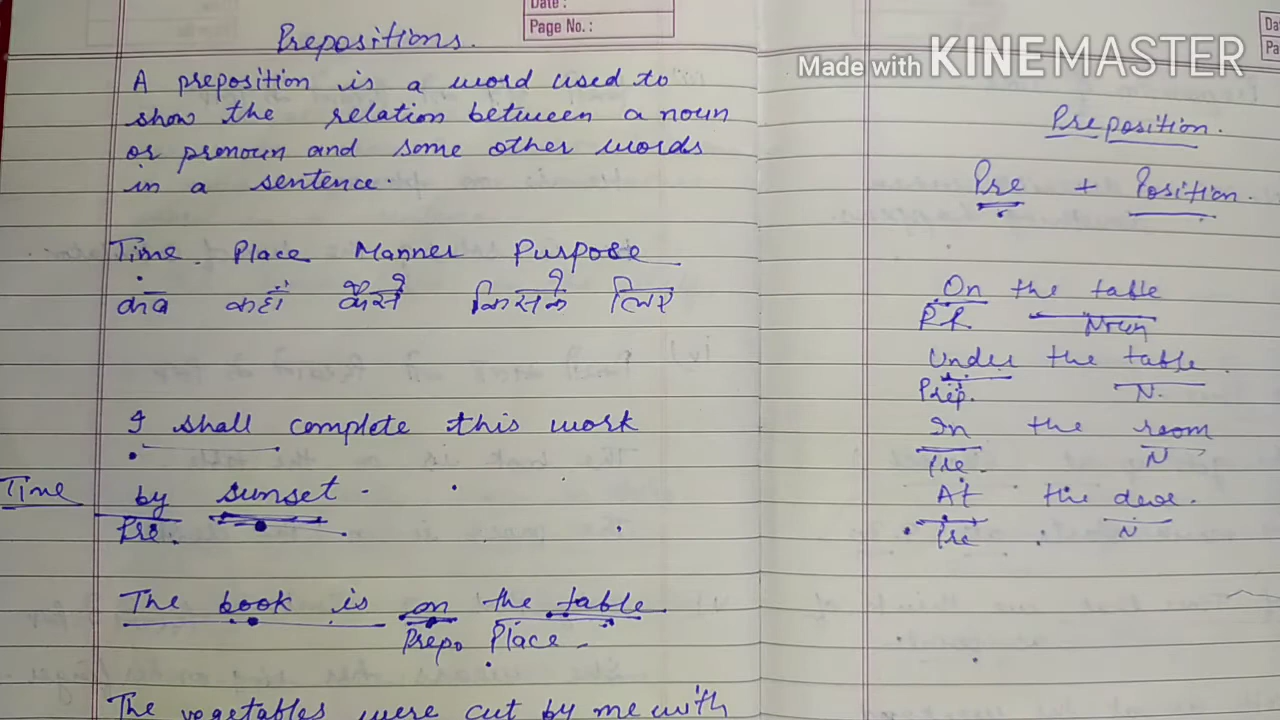 Date :
Page No. :
Prepositions.
A preposition is a word used to
show the relation between a noun
or pronoun and some other words
in a sentence.
Time Place Manner Purpose
कब कहाँ कैसे किसके लिए
I shall complete this work
Time by sunset.
Pre.
The book is on the table
Prepo Place
The vegetables were cut by me with
Made with KINEMASTER
Da
Pa
Preposition.
Pre + Position.
On the table
Noun
Under the table.
Prep. N.
In the room
Pre. N
At the
Pre N